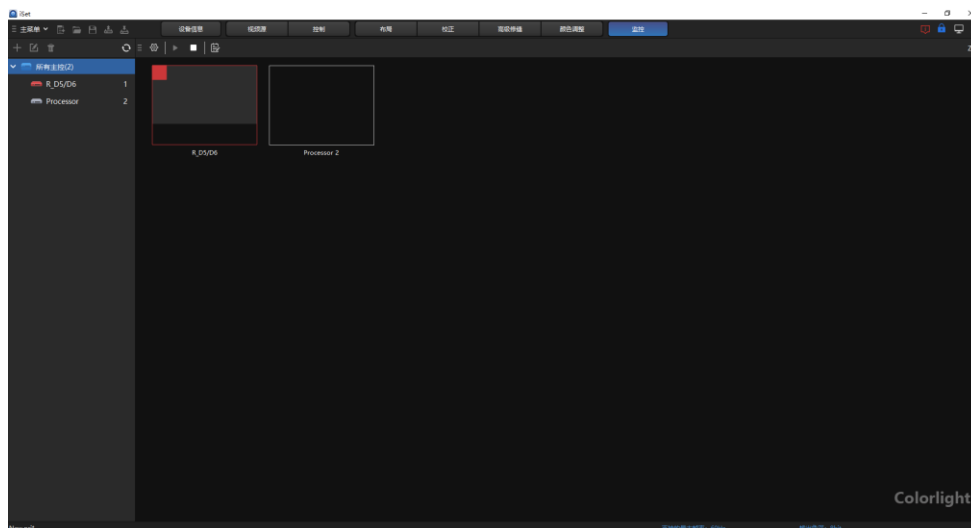 iSet
主菜单
设备信息
视频源
控制
布局
校正
高级修缝
颜色调整
监控
所有主控(2)
R_D5/D6 1
Processor 2
R_D5/D6
Processor 2
Colorlight